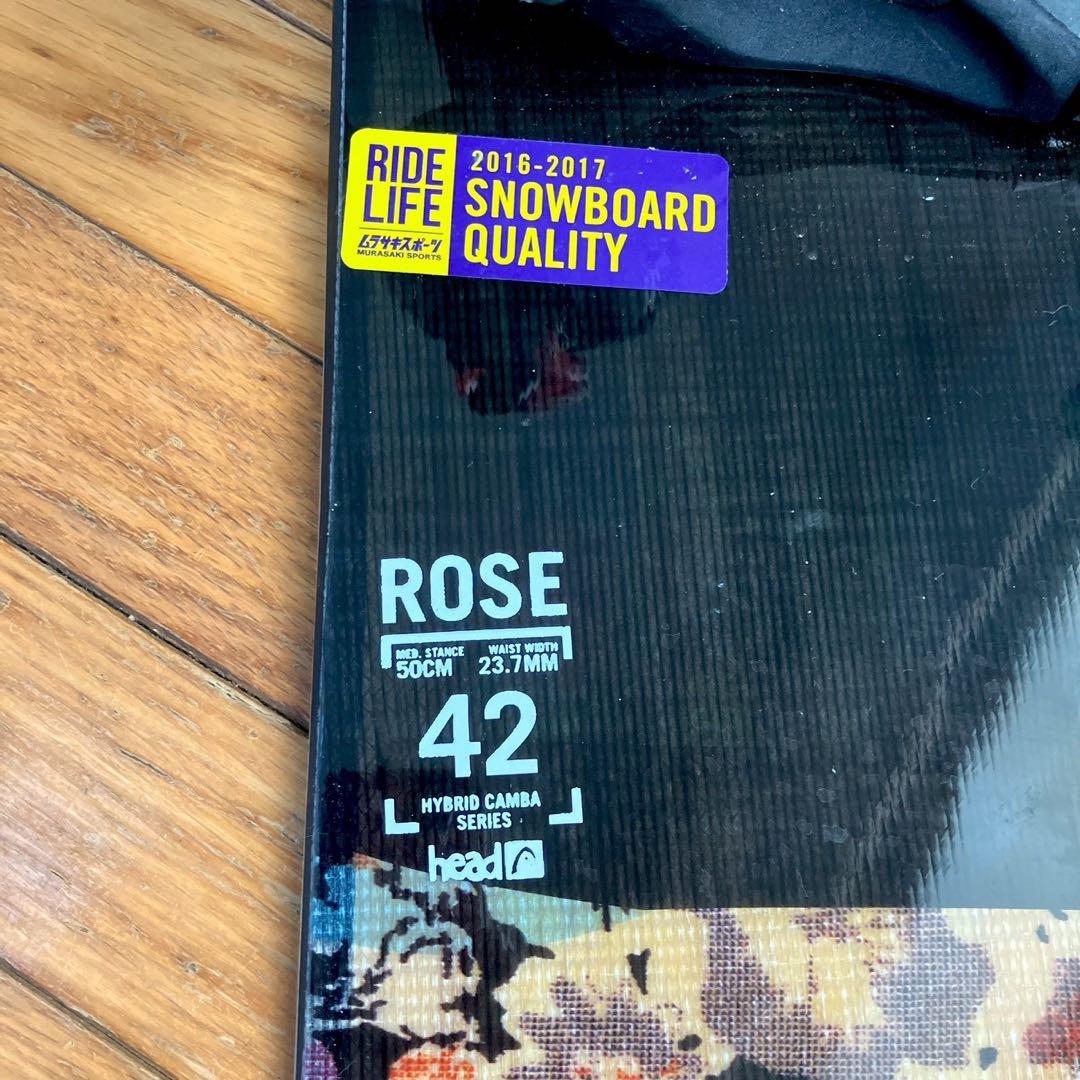 RIDE
LIFE
ムラサキスポーツ
MURASAKI SPORTS
2016-2017
SNOWBOARD
QUALITY
ROSE
MED. STANCE WAIST WIDTH
50CM 23.7MM
42
HYBRID CAMBA
SERIES
head